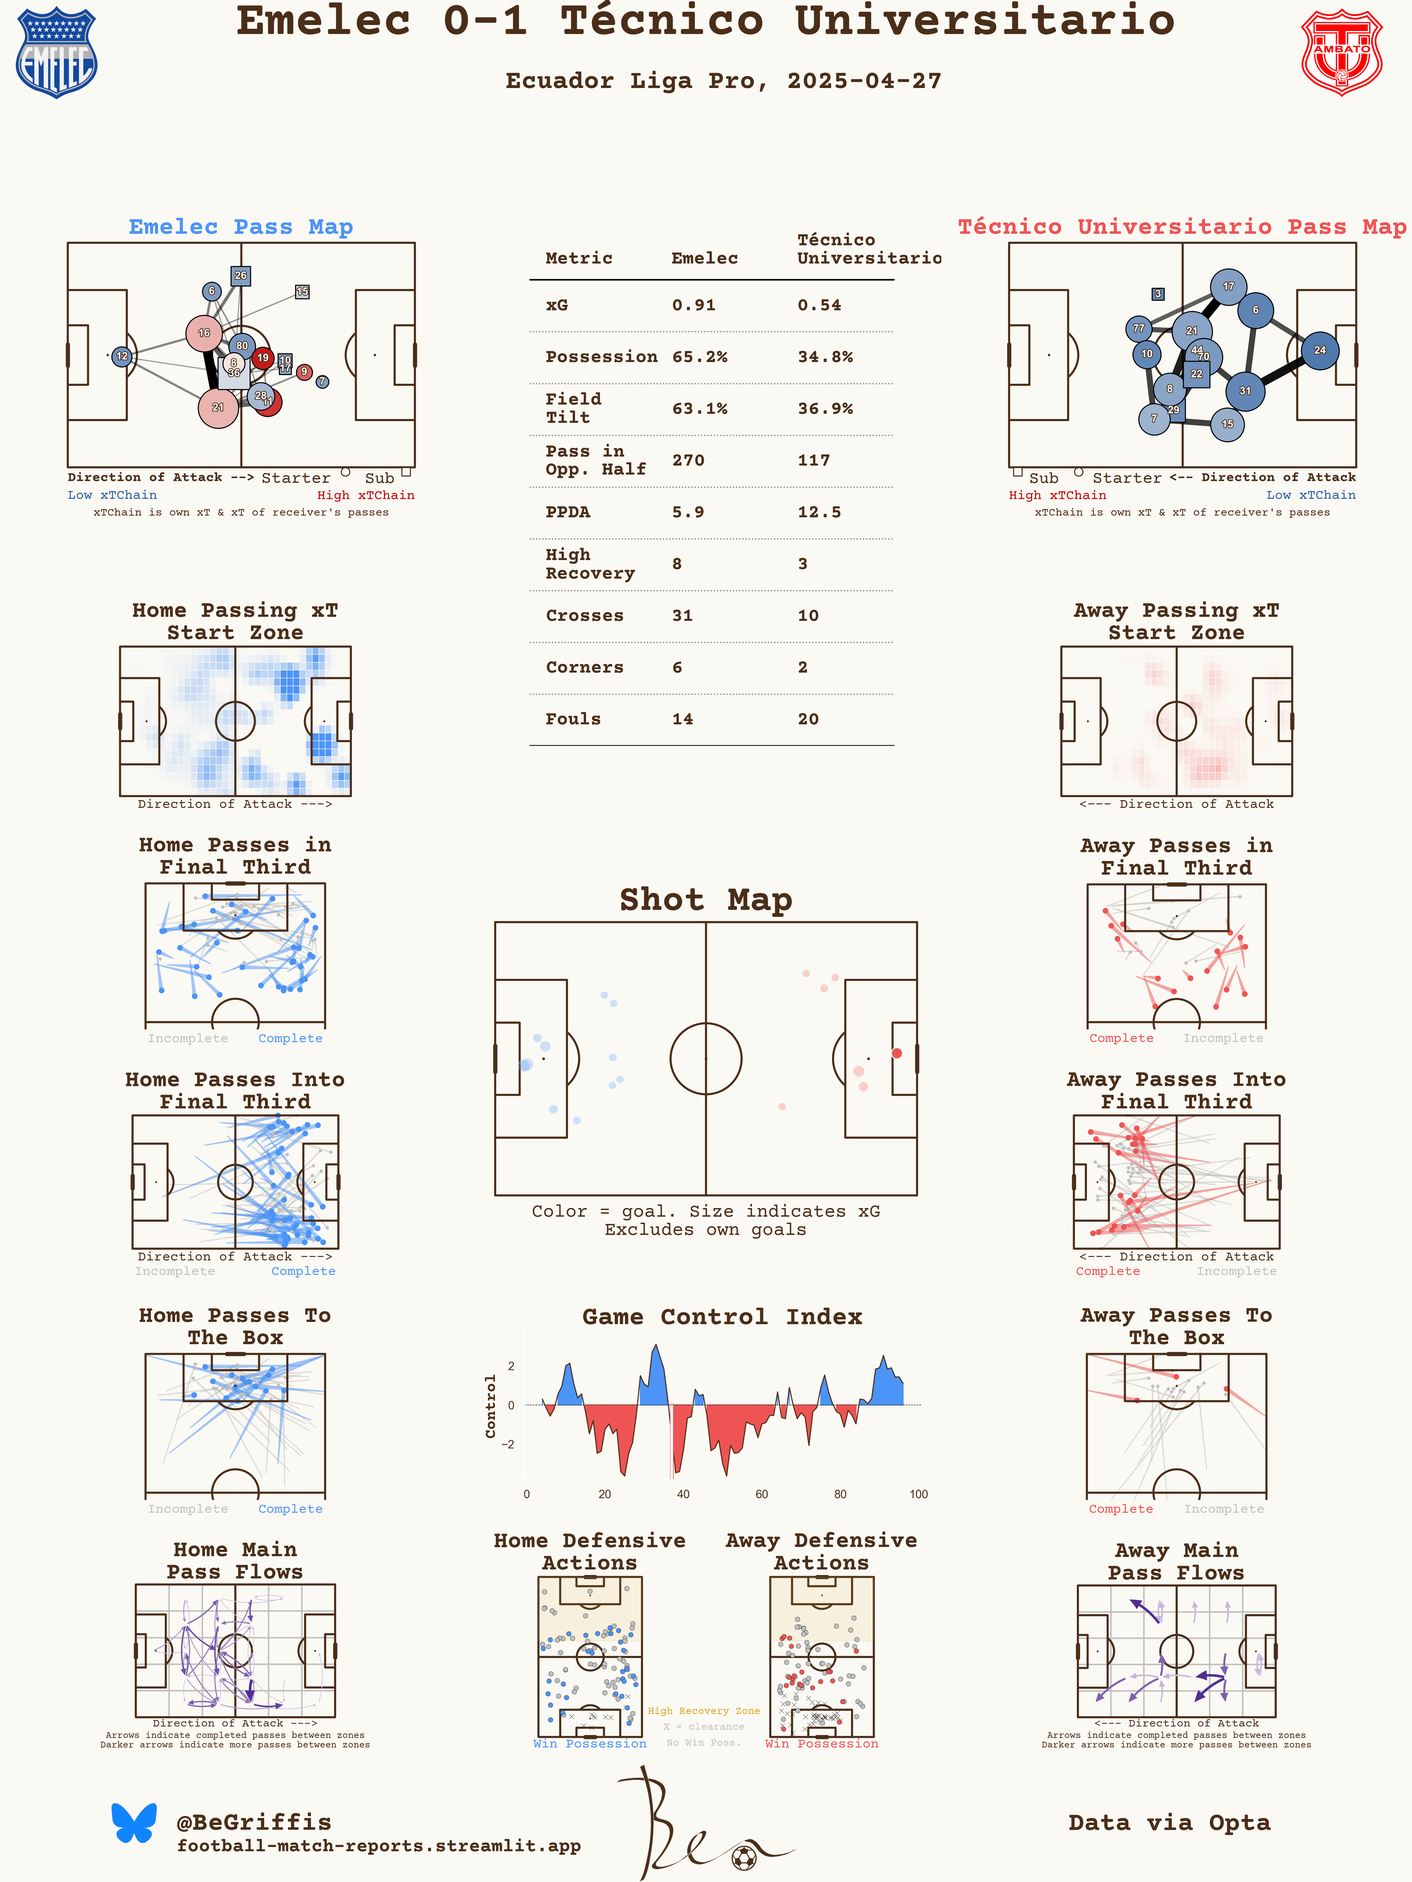 Emelec 0-1 Técnico Universitario
Ecuador Liga Pro, 2025-04-27
EMELEC
T AMBATO
Emelec Pass Map
26
6
15
16
80
12
8
19
10
17
36
9
7
28
11
21
Direction of Attack --> Starter Sub
Low xTChain High xTChain
xTChain is own xT & xT of receiver's passes
Metric Emelec Técnico
Universitario
xG 0.91 0.54
Possession 65.2% 34.8%
Field
Tilt 63.1% 36.9%
Pass in
Opp. Half 270 117
PPDA 5.9 12.5
High
Recovery 8 3
Crosses 31 10
Corners 6 2
Fouls 14 20
Técnico Universitario Pass Map
17
3
6
77
21
10
44
70
24
22
8
31
29
7
15
Sub Starter <-- Direction of Attack
High xTChain Low xTChain
xTChain is own xT & xT of receiver's passes
Home Passing xT
Start Zone
Direction of Attack --->
Away Passing xT
Start Zone
<--- Direction of Attack
Home Passes in
Final Third
Incomplete Complete
Away Passes in
Final Third
Complete Incomplete
Shot Map
Color = goal. Size indicates xG
Excludes own goals
Home Passes Into
Final Third
Direction of Attack --->
Incomplete Complete
Away Passes Into
Final Third
<--- Direction of Attack
Complete Incomplete
Home Passes To
The Box
Incomplete Complete
Game Control Index
Control
2
0
−2
0 20 40 60 80 100
Away Passes To
The Box
Complete Incomplete
Home Main
Pass Flows
Direction of Attack --->
Arrows indicate completed passes between zones
Darker arrows indicate more passes between zones
Home Defensive
Actions
Win Possession
High Recovery Zone
X = clearance
No Win Poss.
Away Defensive
Actions
Win Possession
Away Main
Pass Flows
<--- Direction of Attack
Arrows indicate completed passes between zones
Darker arrows indicate more passes between zones
@BeGriffis
football-match-reports.streamlit.app
Ben
Data via Opta